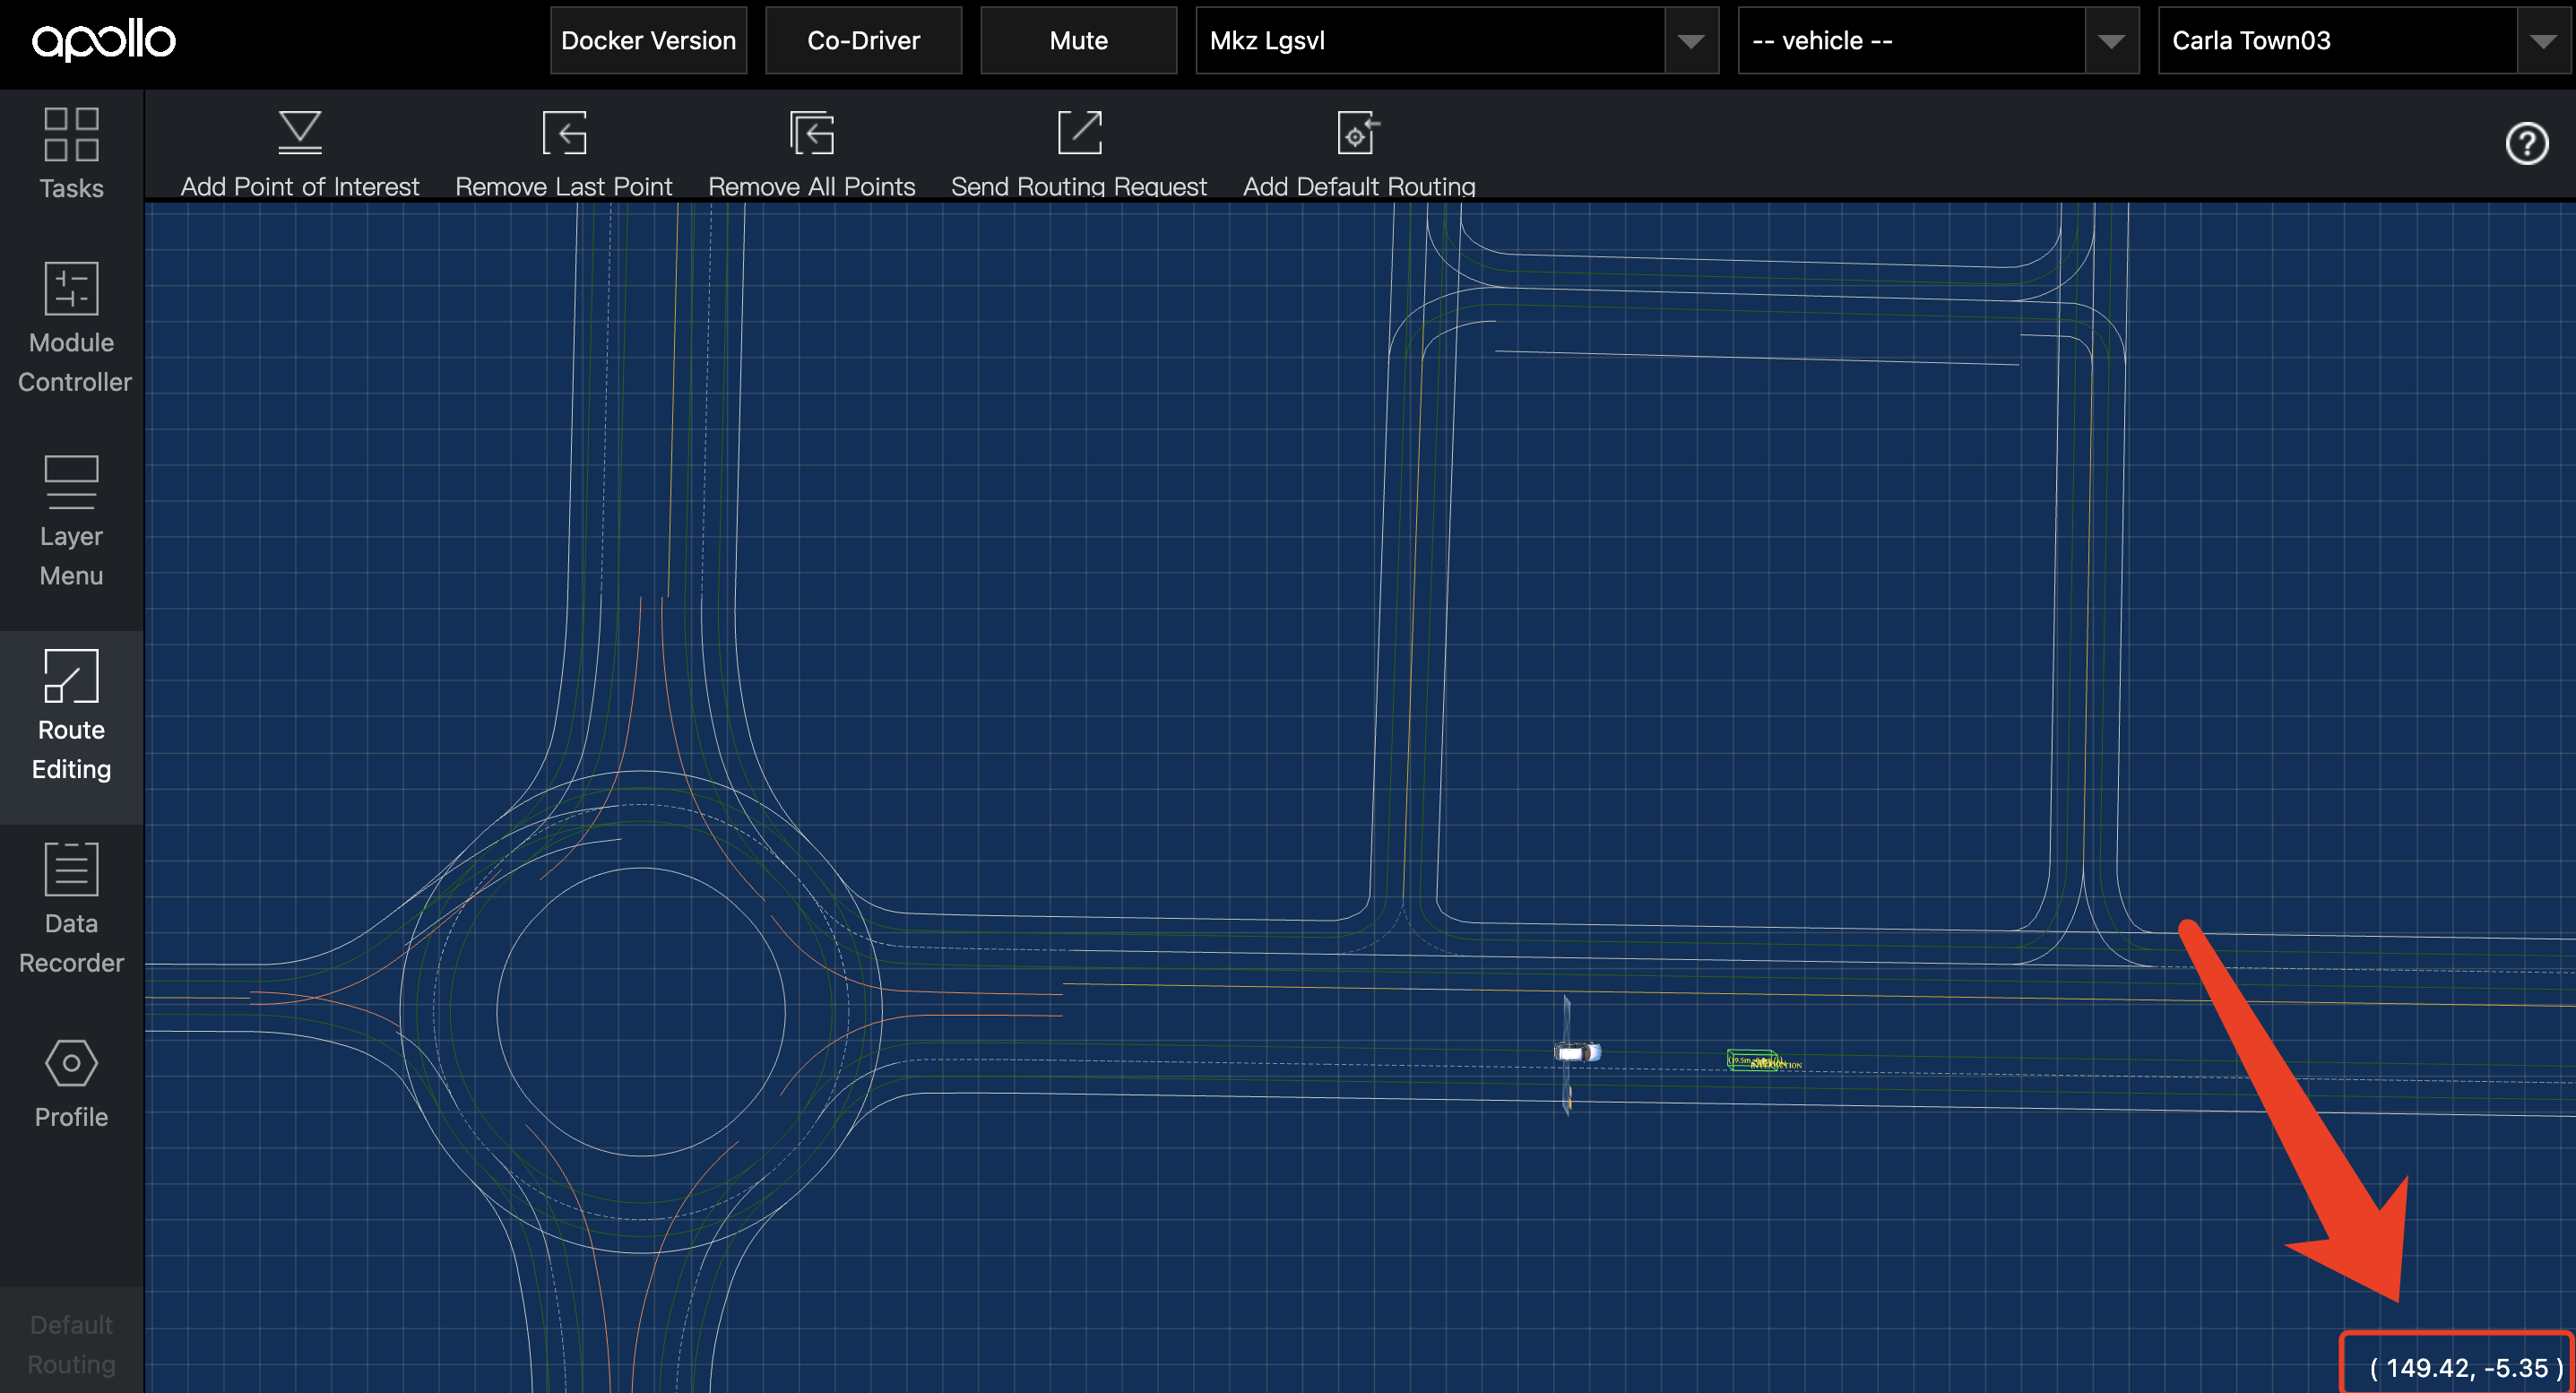 apollo
Docker Version
Co-Driver
Mute
Mkz Lgsvl
-- vehicle --
Carla Town03
Add Point of Interest
Remove Last Point
Remove All Points
Send Routing Request
Add Default Routing
Tasks
Module
Controller
Layer
Menu
Route
Editing
Data
Recorder
Profile
Default
Routing
( 149.42, -5.35 )